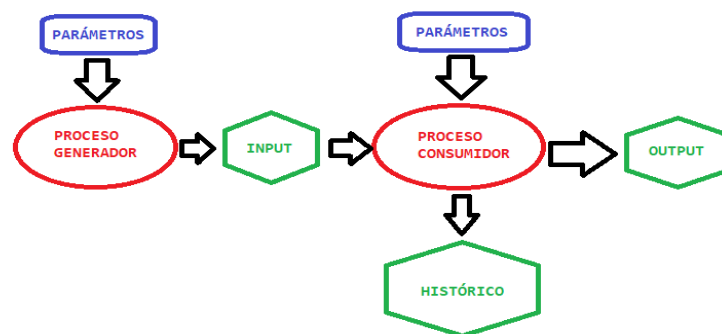 PARÁMETROS
PARÁMETROS
PROCESO
GENERADOR
INPUT
PROCESO
CONSUMIDOR
OUTPUT
HISTÓRICO